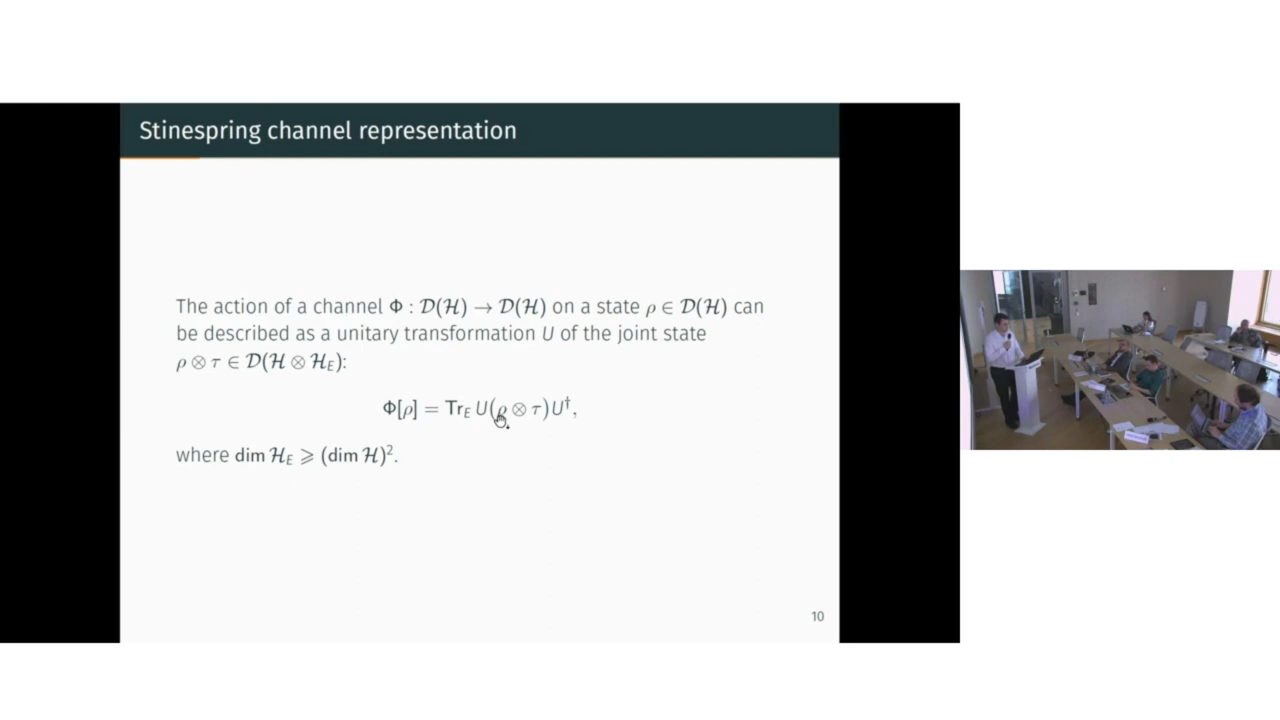 Stinespring channel representation
The action of a channel Φ : 𝒟(ℋ) → 𝒟(ℋ) on a state ρ ∈ 𝒟(ℋ) can
be described as a unitary transformation U of the joint state
ρ ⊗ τ ∈ 𝒟(ℋ ⊗ ℋ_E):
Φ[ρ] = Tr_E U(ρ ⊗ τ)U†,
where dim ℋ_E ⩾ (dim ℋ)².
10